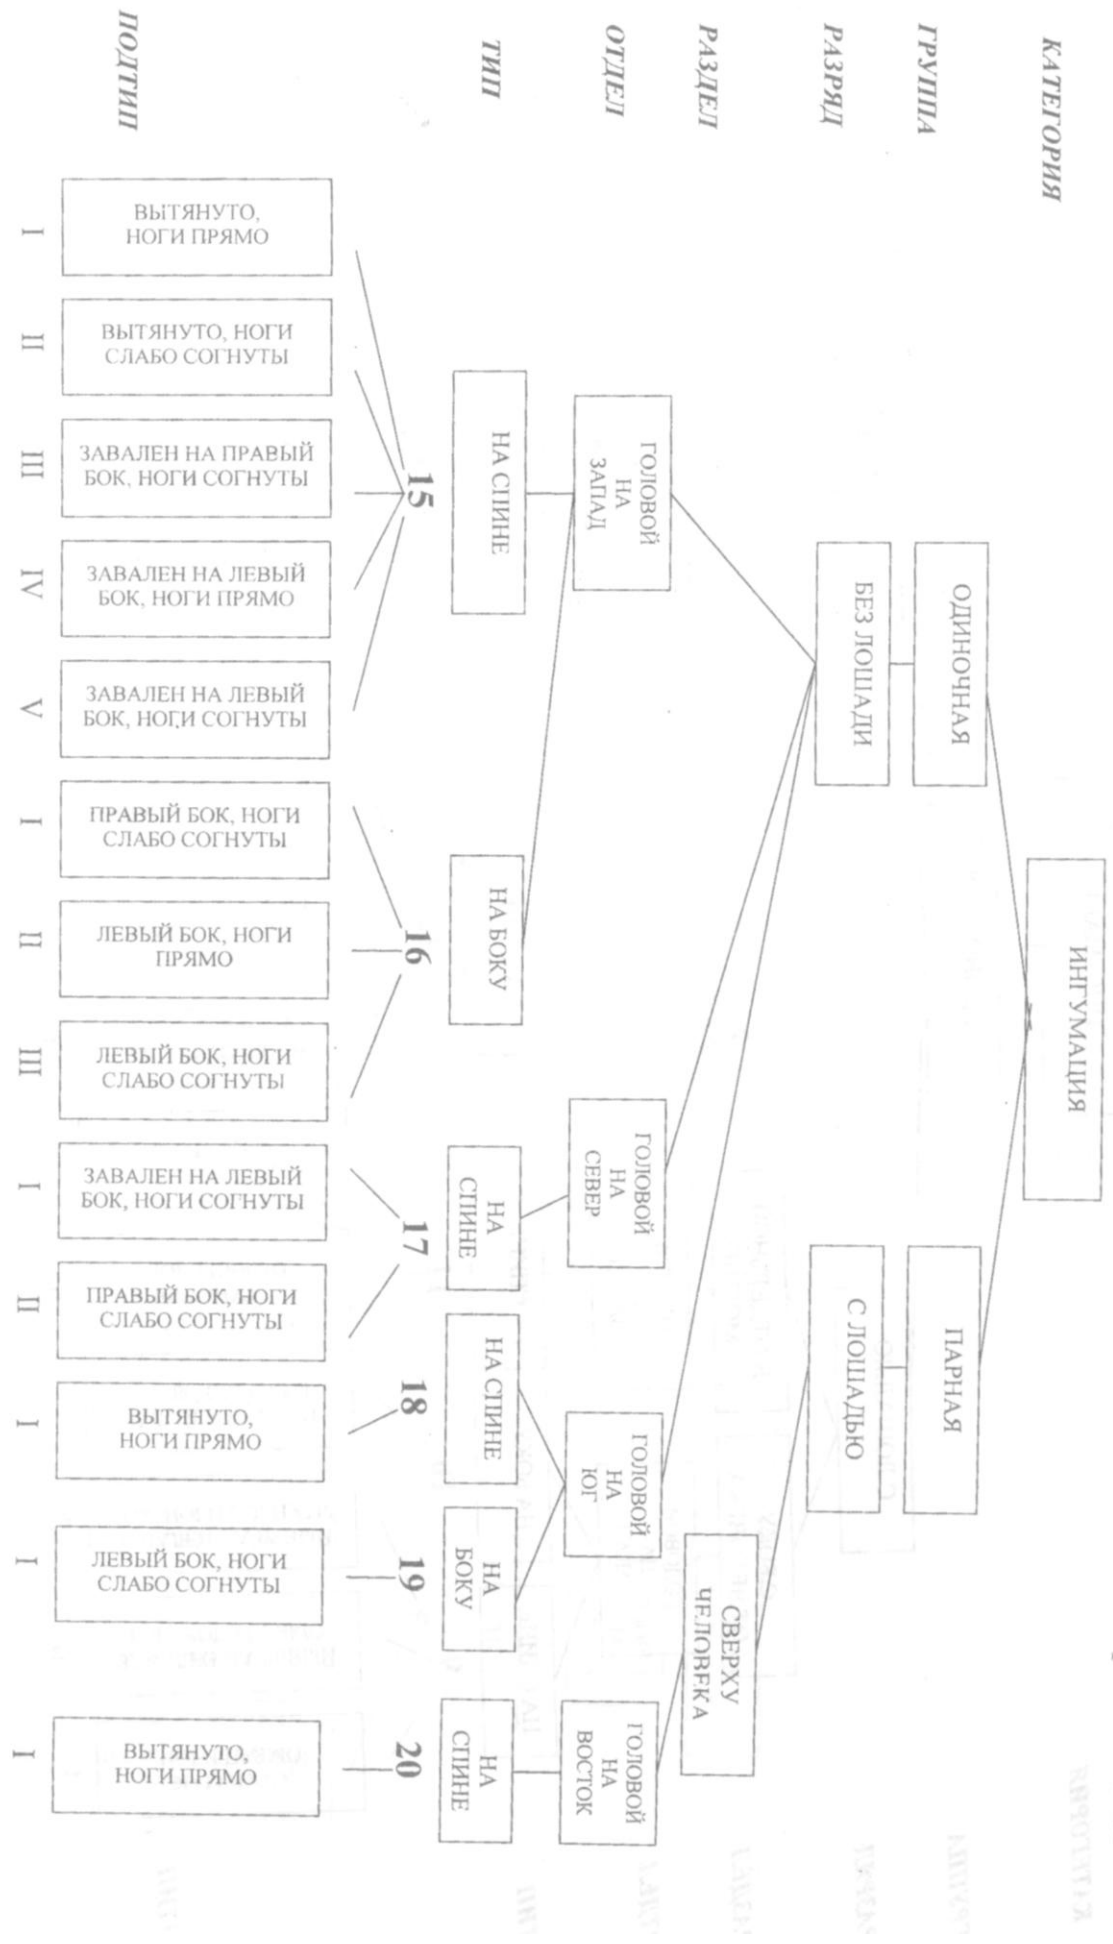 КАТЕГОРИЯ
ИНГУМАЦИЯ
ГРУППА
ОДИНОЧНАЯ
ПАРНАЯ
РАЗРЯД
БЕЗ ЛОШАДИ
С ЛОШАДЬЮ
РАЗДЕЛ
СВЕРХУ
ЧЕЛОВЕКА
ОТДЕЛ
ГОЛОВОЙ
НА
ЗАПАД
ГОЛОВОЙ
НА
СЕВЕР
ГОЛОВОЙ
НА
ЮГ
ГОЛОВОЙ
НА
ВОСТОК
ТИП
НА СПИНЕ
НА БОКУ
НА
СПИНЕ
НА СПИНЕ
НА
БОКУ
НА
СПИНЕ
15
16
17
18
19
20
ПОДТИП
ВЫТЯНУТО,
НОГИ ПРЯМО
ВЫТЯНУТО, НОГИ
СЛАБО СОГНУТЫ
ЗАВАЛЕН НА ПРАВЫЙ
БОК, НОГИ СОГНУТЫ
ЗАВАЛЕН НА ЛЕВЫЙ
БОК, НОГИ ПРЯМО
ЗАВАЛЕН НА ЛЕВЫЙ
БОК, НОГИ СОГНУТЫ
ПРАВЫЙ БОК, НОГИ
СЛАБО СОГНУТЫ
ЛЕВЫЙ БОК, НОГИ
ПРЯМО
ЛЕВЫЙ БОК, НОГИ
СЛАБО СОГНУТЫ
ЗАВАЛЕН НА ЛЕВЫЙ
БОК, НОГИ СОГНУТЫ
ПРАВЫЙ БОК, НОГИ
СЛАБО СОГНУТЫ
ВЫТЯНУТО,
НОГИ ПРЯМО
ЛЕВЫЙ БОК, НОГИ
СЛАБО СОГНУТЫ
ВЫТЯНУТО,
НОГИ ПРЯМО
I
II
III
IV
V
I
II
III
I
II
I
I
I